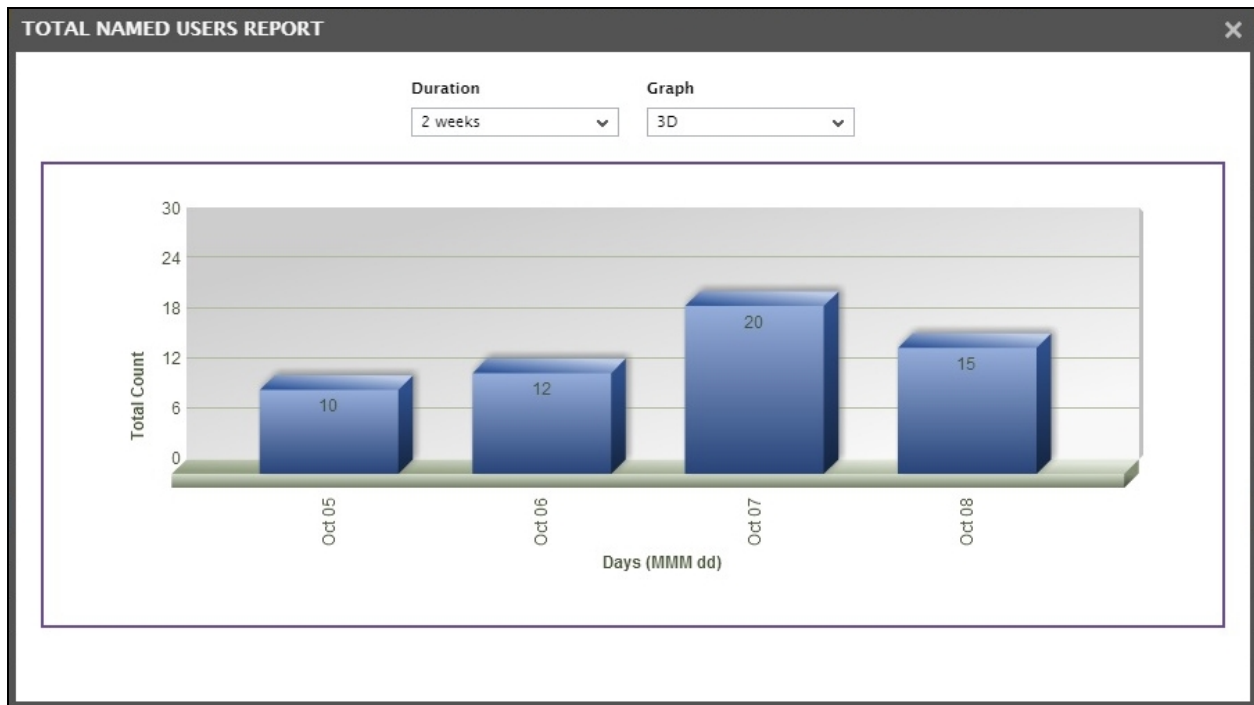 TOTAL NAMED USERS REPORT
Duration Graph
2 weeks 3D
30
24
18
12
6
0
Total Count
10
12
20
15
Oct 05
Oct 06
Oct 07
Oct 08
Days (MMM dd)